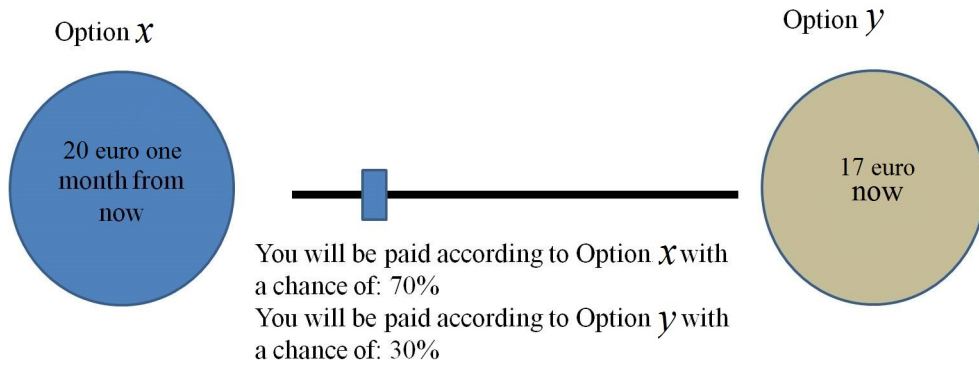 Option x
Option y
20 euro one
month from
now
17 euro
now
You will be paid according to Option x with
a chance of: 70%
You will be paid according to Option y with
a chance of: 30%